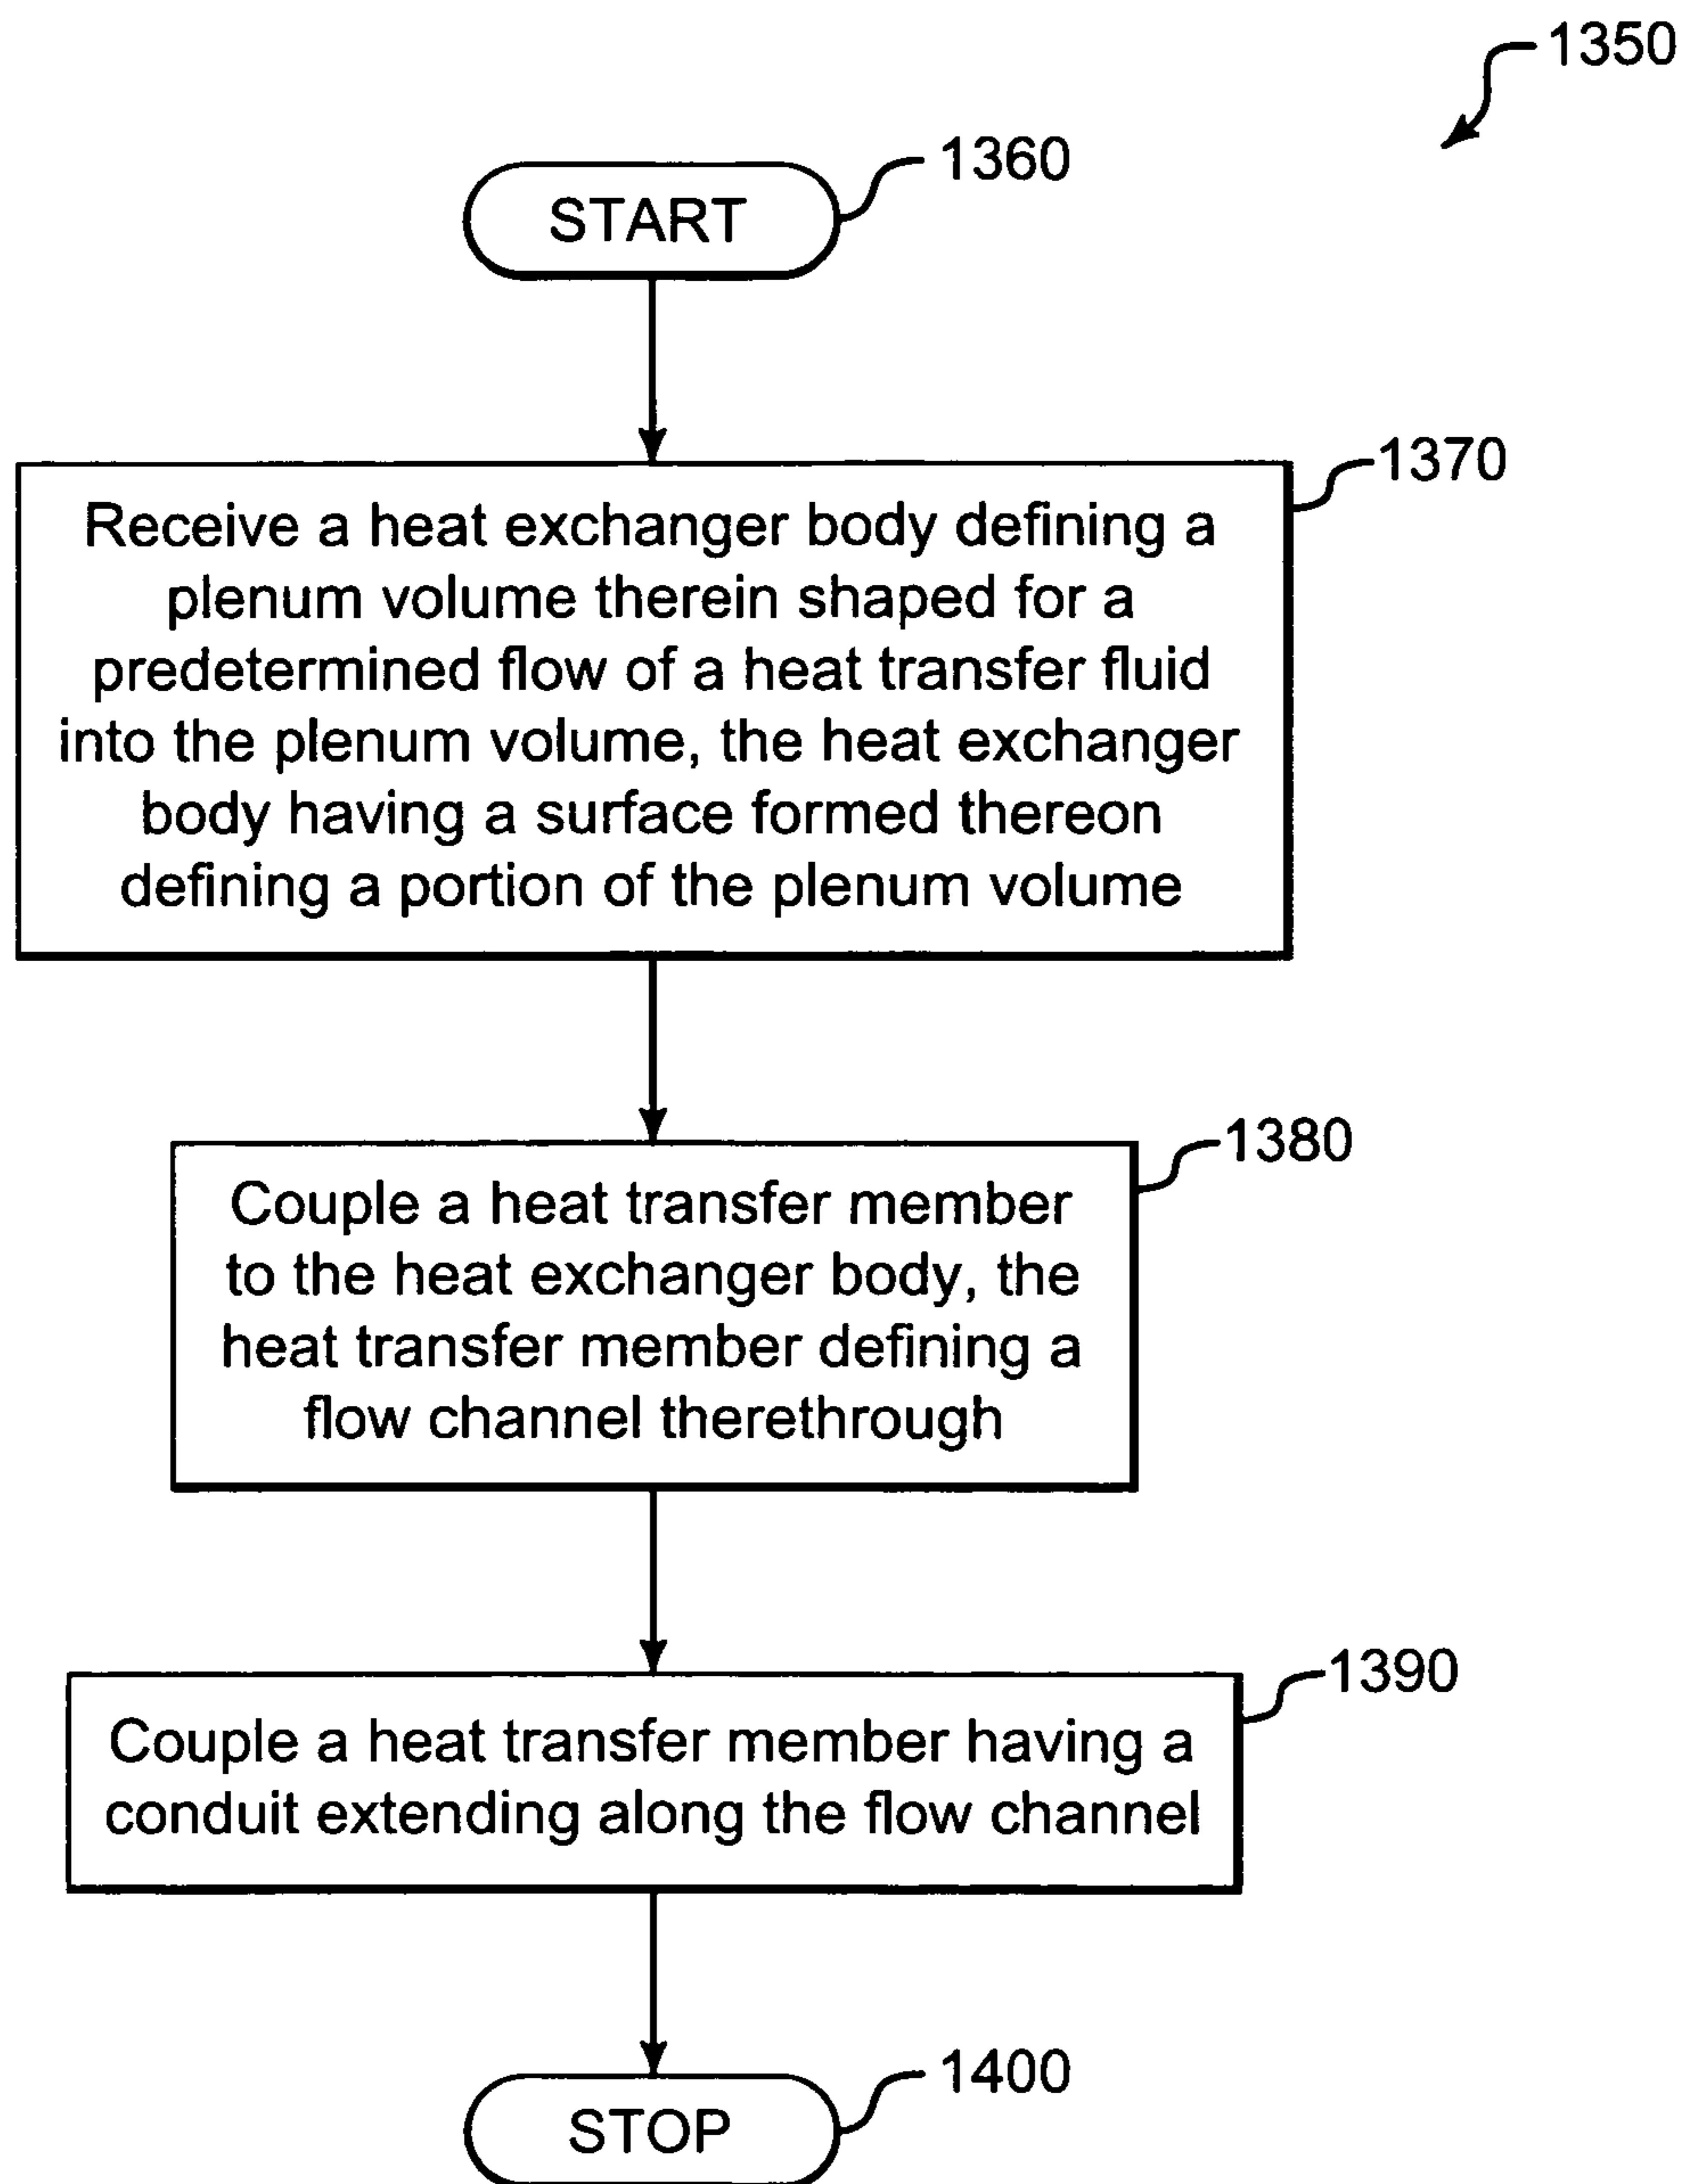 1350
START
1360
1370
Receive a heat exchanger body defining a
plenum volume therein shaped for a
predetermined flow of a heat transfer fluid
into the plenum volume, the heat exchanger
body having a surface formed thereon
defining a portion of the plenum volume
1380
Couple a heat transfer member
to the heat exchanger body, the
heat transfer member defining a
flow channel therethrough
1390
Couple a heat transfer member having a
conduit extending along the flow channel
1400
STOP